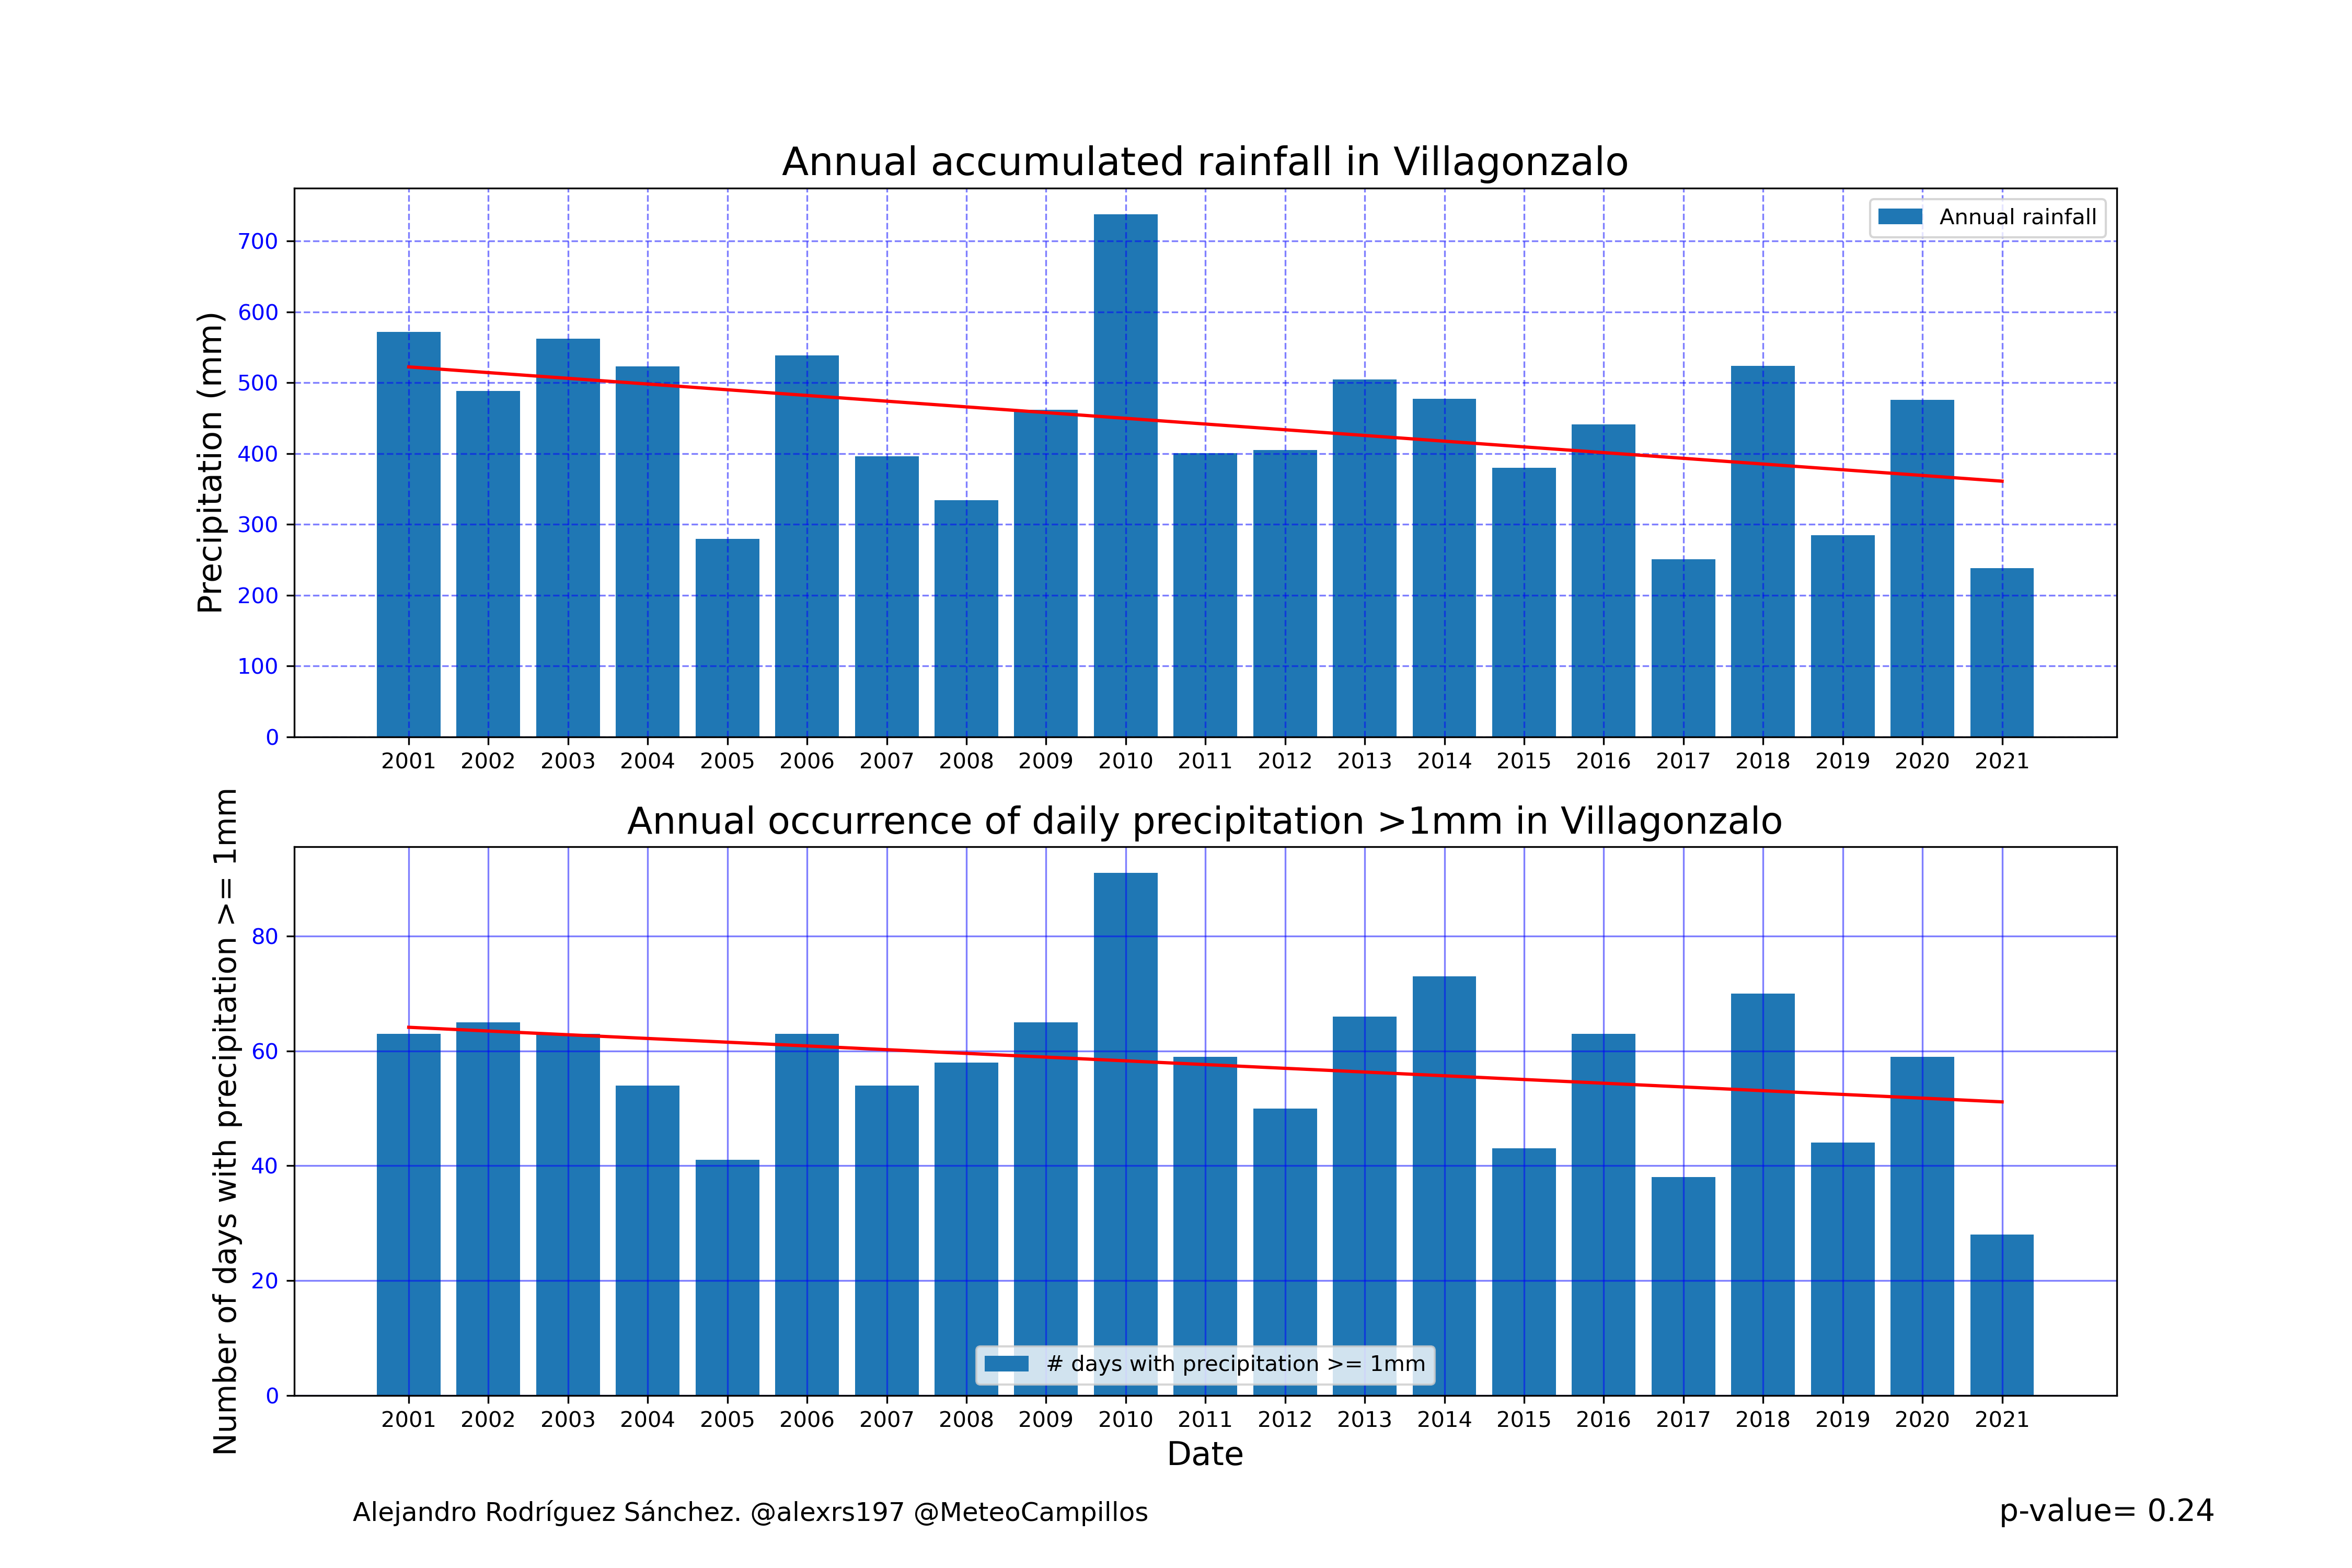 Annual accumulated rainfall in Villagonzalo
Annual rainfall
Precipitation (mm)
700
600
500
400
300
200
100
0
2001 2002 2003 2004 2005 2006 2007 2008 2009 2010 2011 2012 2013 2014 2015 2016 2017 2018 2019 2020 2021
Annual occurrence of daily precipitation >1mm in Villagonzalo
Number of days with precipitation >= 1mm
80
60
40
20
0
# days with precipitation >= 1mm
2001 2002 2003 2004 2005 2006 2007 2008 2009 2010 2011 2012 2013 2014 2015 2016 2017 2018 2019 2020 2021
Date
Alejandro Rodríguez Sánchez. @alexrs197 @MeteoCampillos
p-value= 0.24